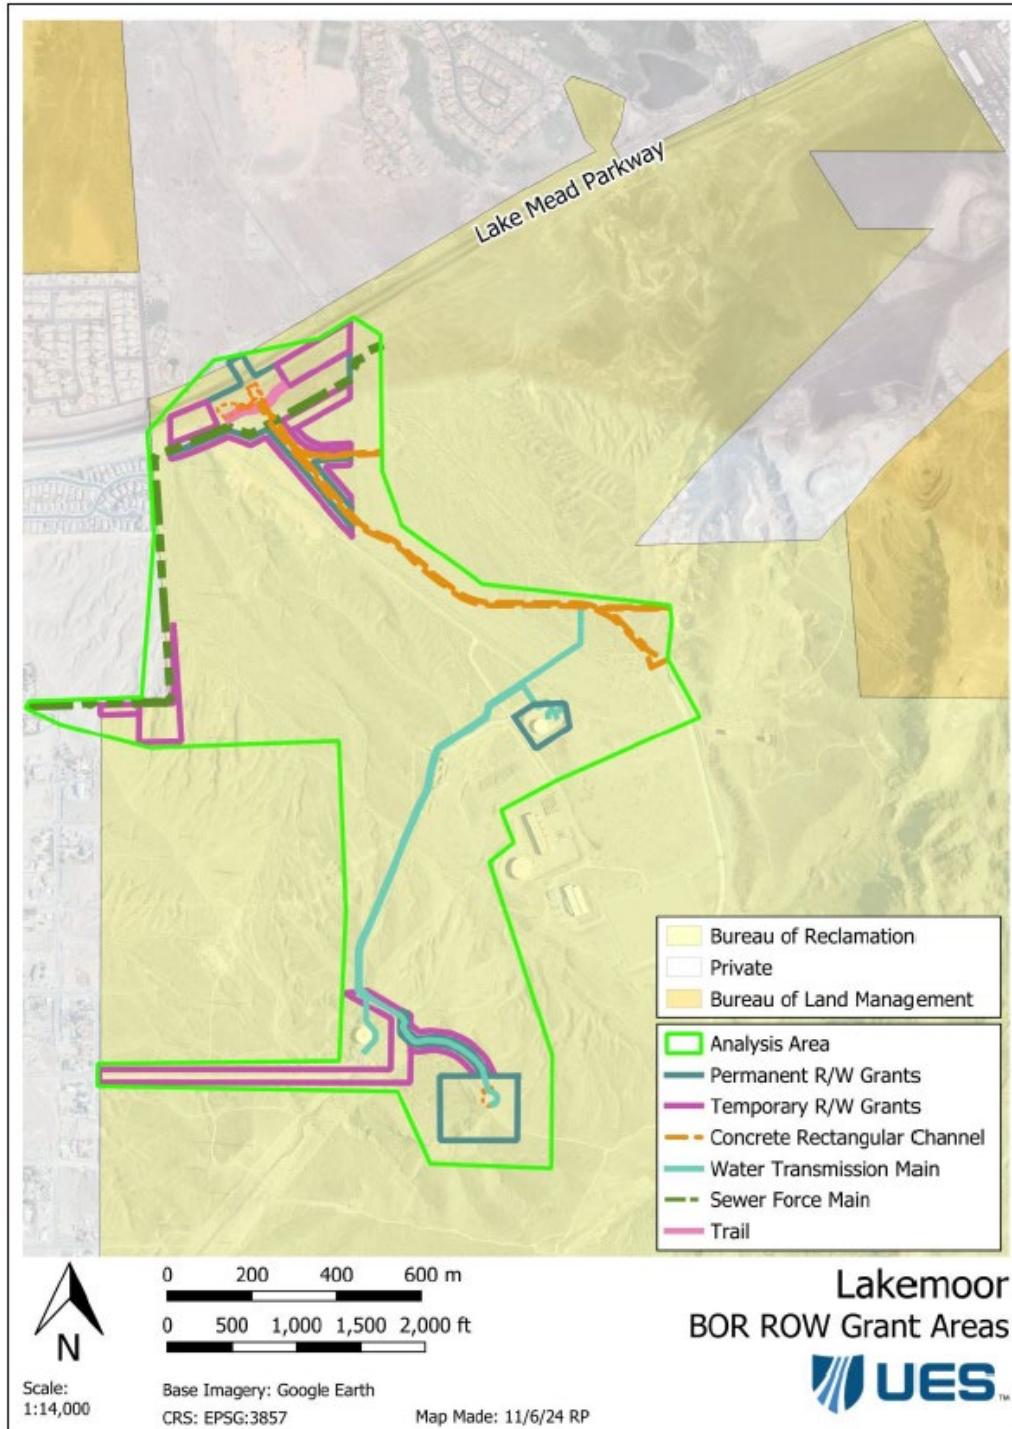 Lake Mead Parkway
Bureau of Reclamation
Private
Bureau of Land Management
Analysis Area
Permanent R/W Grants
Temporary R/W Grants
Concrete Rectangular Channel
Water Transmission Main
Sewer Force Main
Trail
0 200 400 600 m
0 500 1,000 1,500 2,000 ft
N
Scale:
1:14,000
Base Imagery: Google Earth
CRS: EPSG:3857
Map Made: 11/6/24 RP
Lakemoor
BOR ROW Grant Areas
UES™